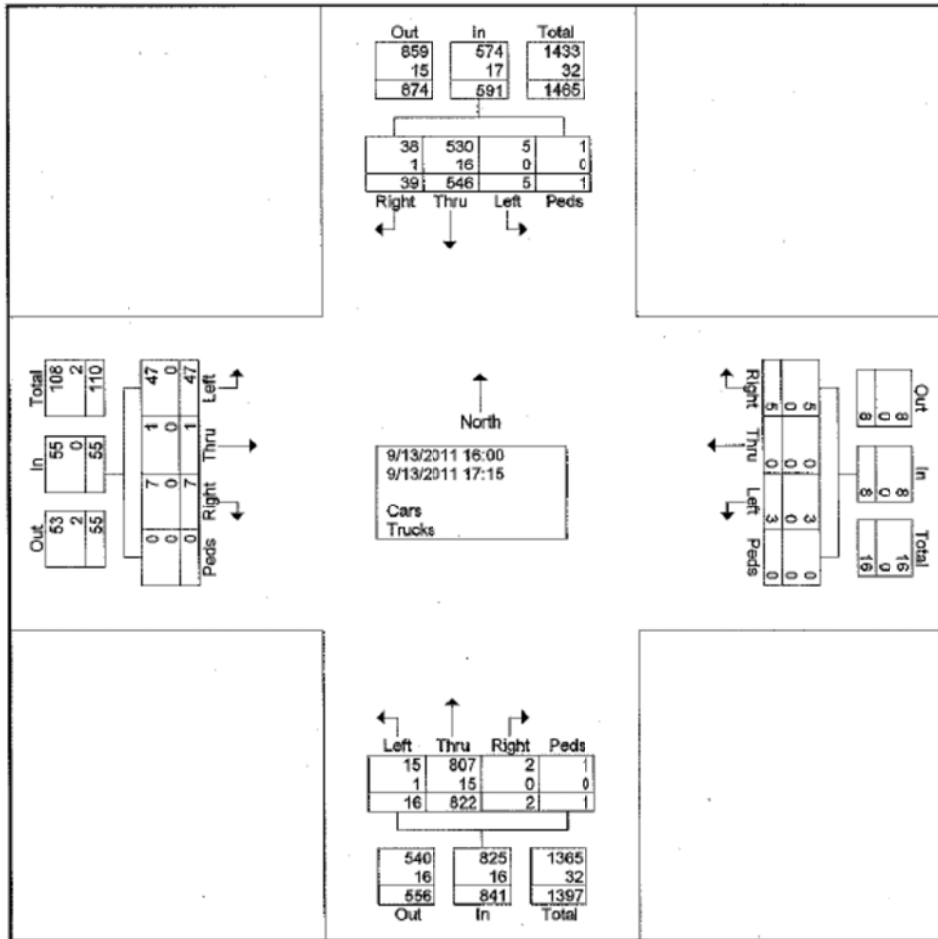 Out In Total
859 574 1433
15 17 32
874 591 1465
38 530 5 1
1 16 0 0
39 546 5 1
Right Thru Left Peds
Total
108
2
110
In
55
0
55
Out
53
2
55
47
0
47
Left
1
0
1
Thru
7
0
7
Right
0
0
0
Peds
North
9/13/2011 16:00
9/13/2011 17:15
Cars
Trucks
Right
5
0
5
Thru
0
0
0
Left
3
0
3
Peds
0
0
0
Out
8
0
8
In
8
0
8
Total
16
0
16
Left Thru Right Peds
15 807 2 1
1 15 0 0
16 822 2 1
540 825 1365
16 16 32
556 841 1397
Out In Total